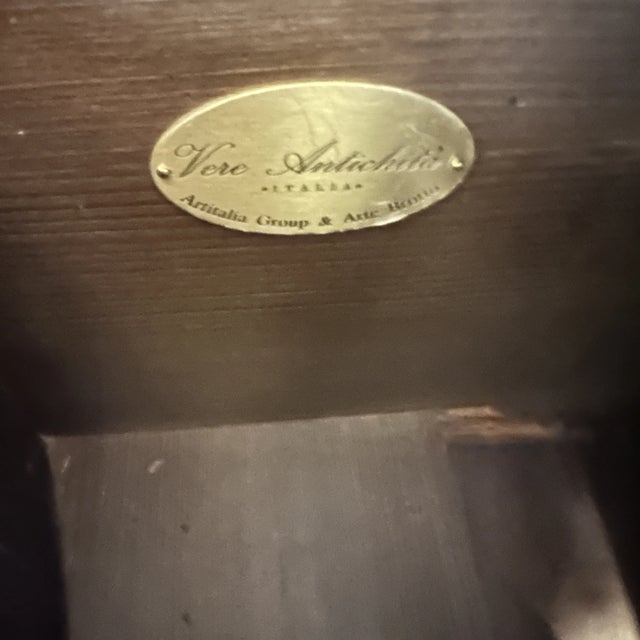 Vere Antichità
ITALIA
Artitalia Group & Arte